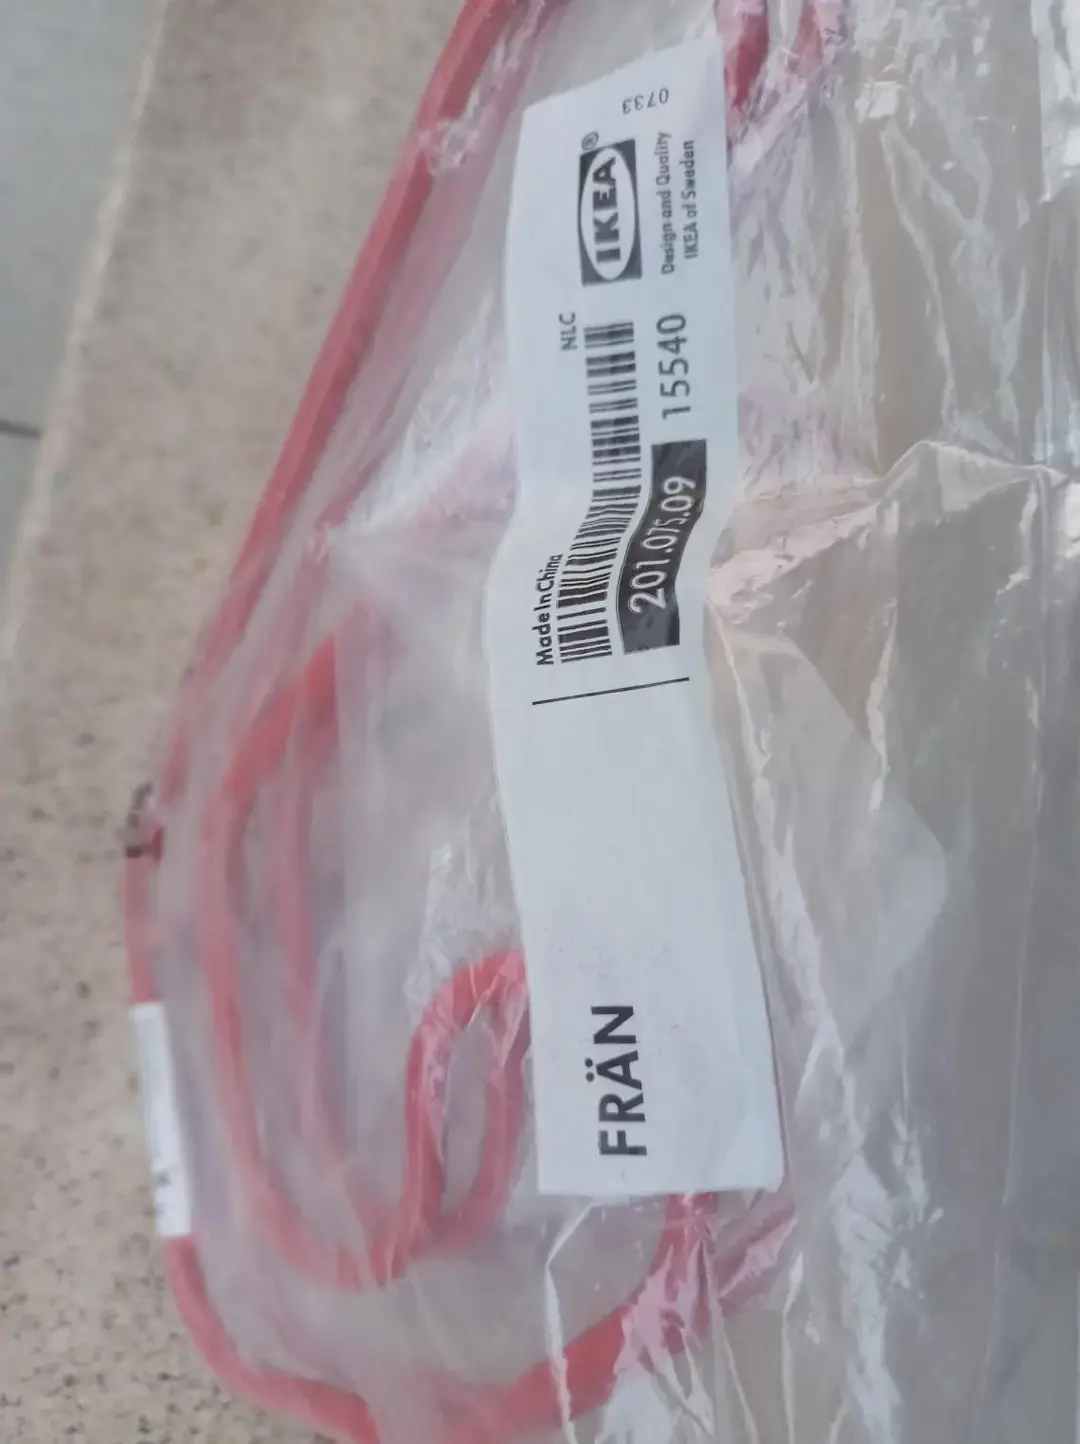 FRÄN
Made in China
NLC
201.075.09
15540
IKEA®
Design and Quality
IKEA of Sweden
0733